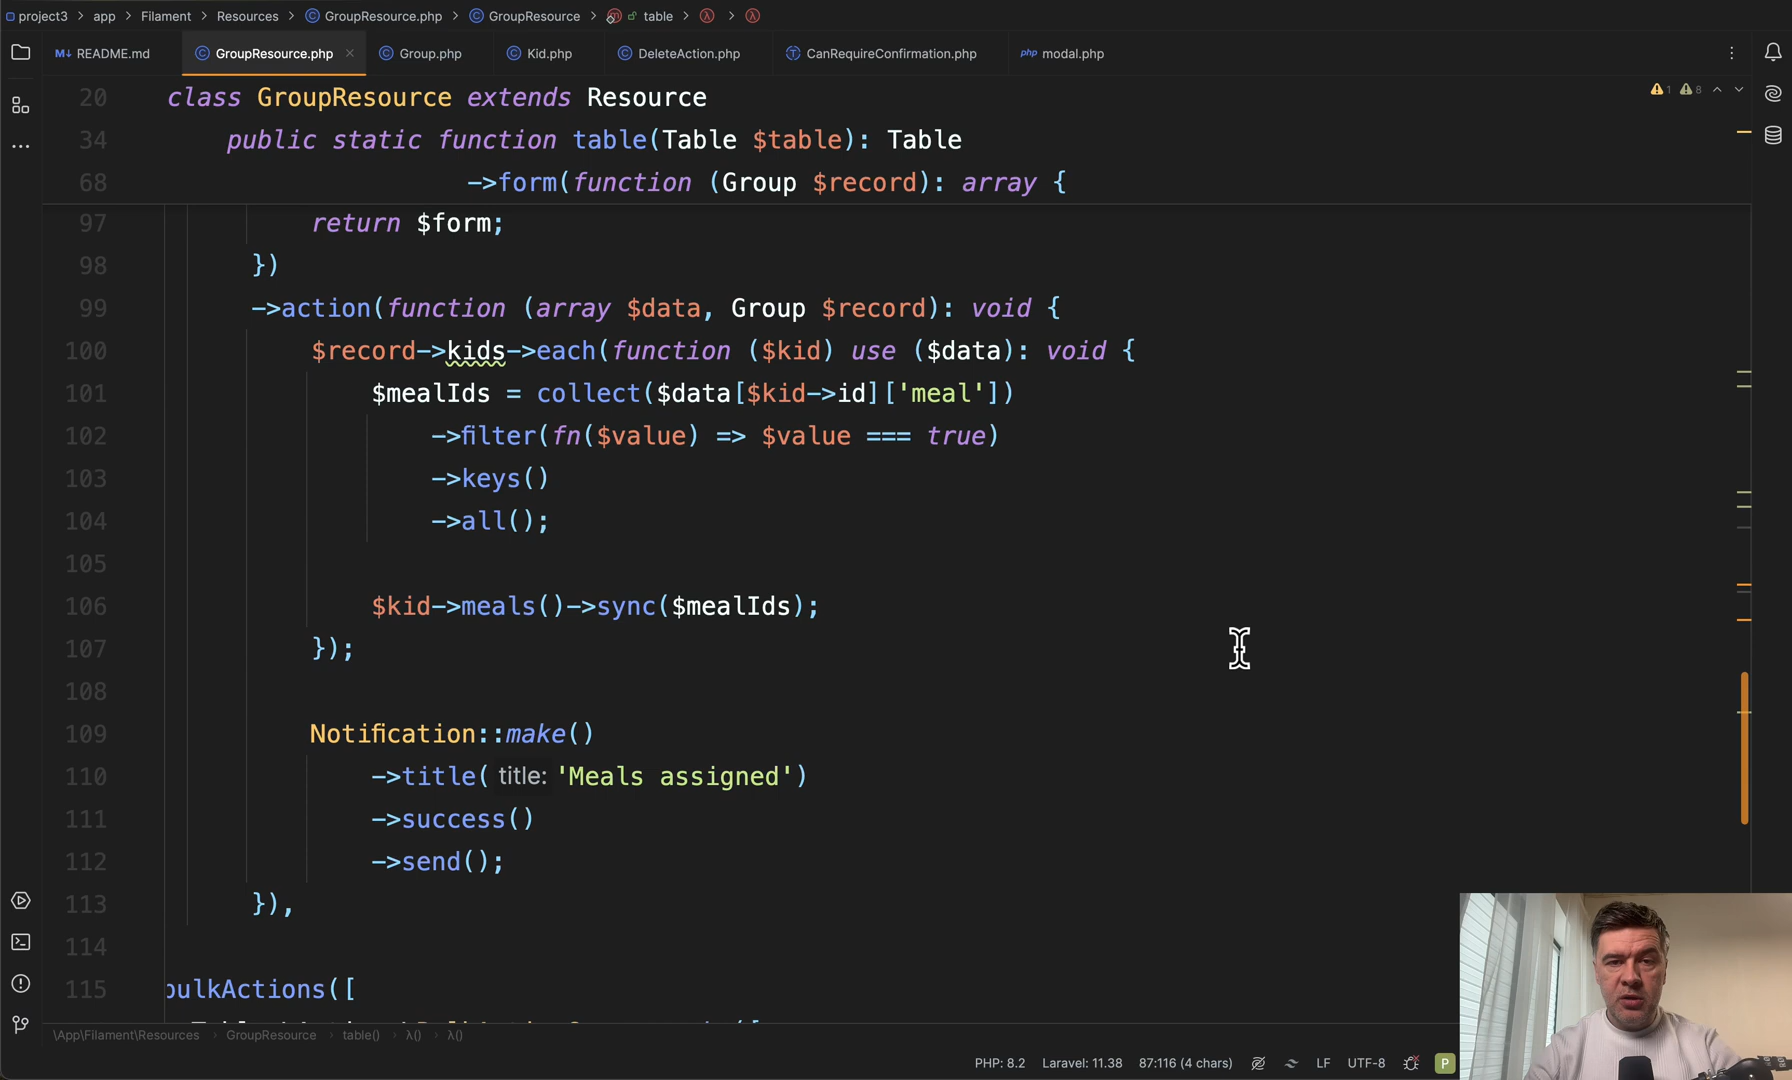 project3 > app > Filament > Resources > GroupResource.php > GroupResource > table > λ > λ
README.md GroupResource.php × Group.php Kid.php DeleteAction.php CanRequireConfirmation.php php modal.php
20 class GroupResource extends Resource
1 8
34 public static function table(Table $table): Table
68 ->form(function (Group $record): array {
97 return $form;
98 })
99 ->action(function (array $data, Group $record): void {
100 $record->kids->each(function ($kid) use ($data): void {
101 $mealIds = collect($data[$kid->id]['meal'])
102 ->filter(fn($value) => $value === true)
103 ->keys()
104 ->all();
105
106 $kid->meals()->sync($mealIds);
107 });
108
109 Notification::make()
110 ->title( title: 'Meals assigned')
111 ->success()
112 ->send();
113 }),
114
115 bulkActions([
\App\Filament\Resources > GroupResource > table() > λ() > λ()
PHP: 8.2 Laravel: 11.38 87:116 (4 chars) LF UTF-8 P